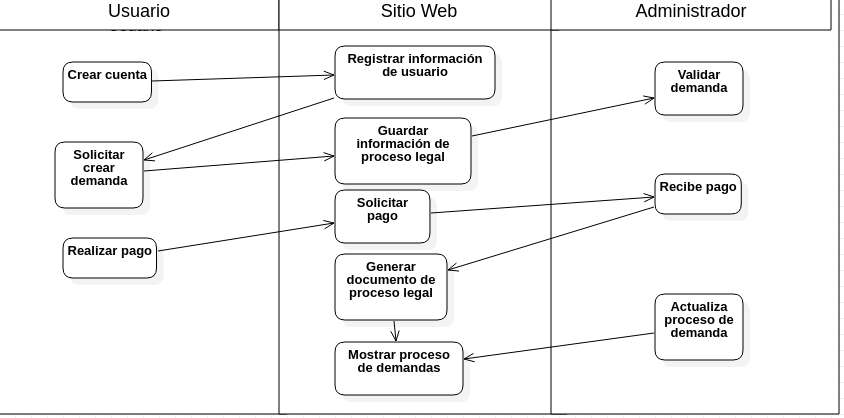 Usuario
Sitio Web
Administrador
Crear cuenta
Registrar información
de usuario
Validar
demanda
Solicitar
crear
demanda
Guardar
información de
proceso legal
Solicitar
pago
Recibe pago
Realizar pago
Generar
documento de
proceso legal
Actualiza
proceso de
demanda
Mostrar proceso
de demandas